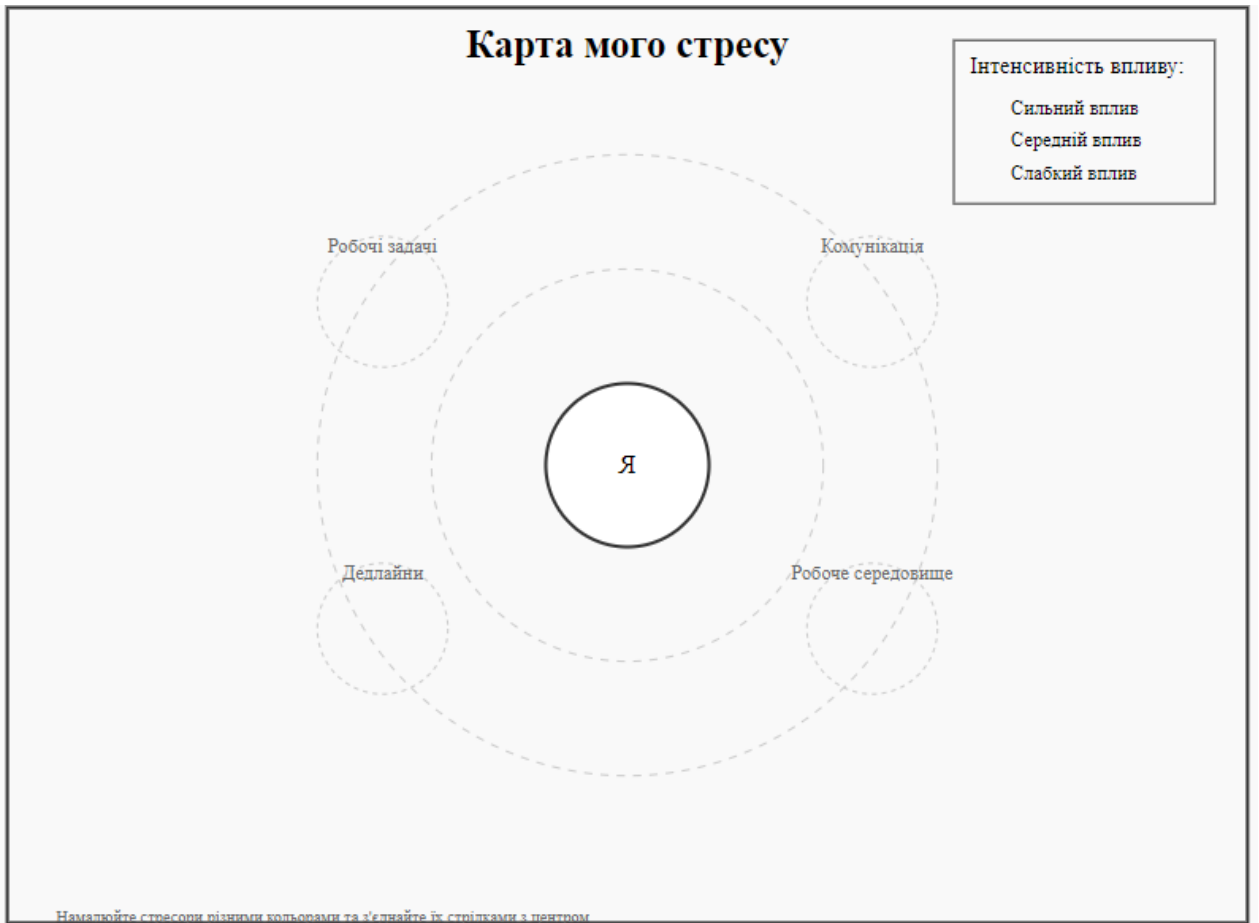 Карта мого стресу
Інтенсивність впливу:
Сильний вплив
Середній вплив
Слабкий вплив
Робочі задачі
Комунікація
Я
Дедлайни
Робоче середовище
Намалюйте стресори різними кольорами та з'єднайте їх стрілками з центром